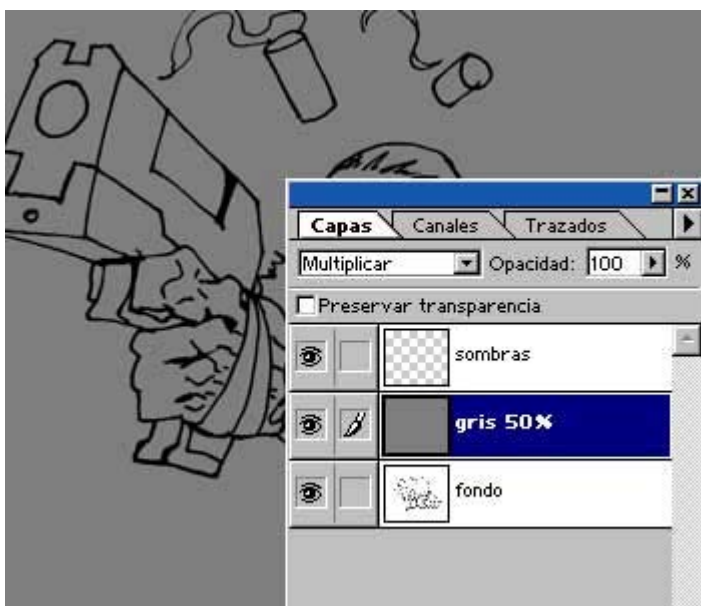 Capas Canales Trazados
Multiplicar Opacidad: 100 %
Preservar transparencia
sombras
gris 50%
fondo